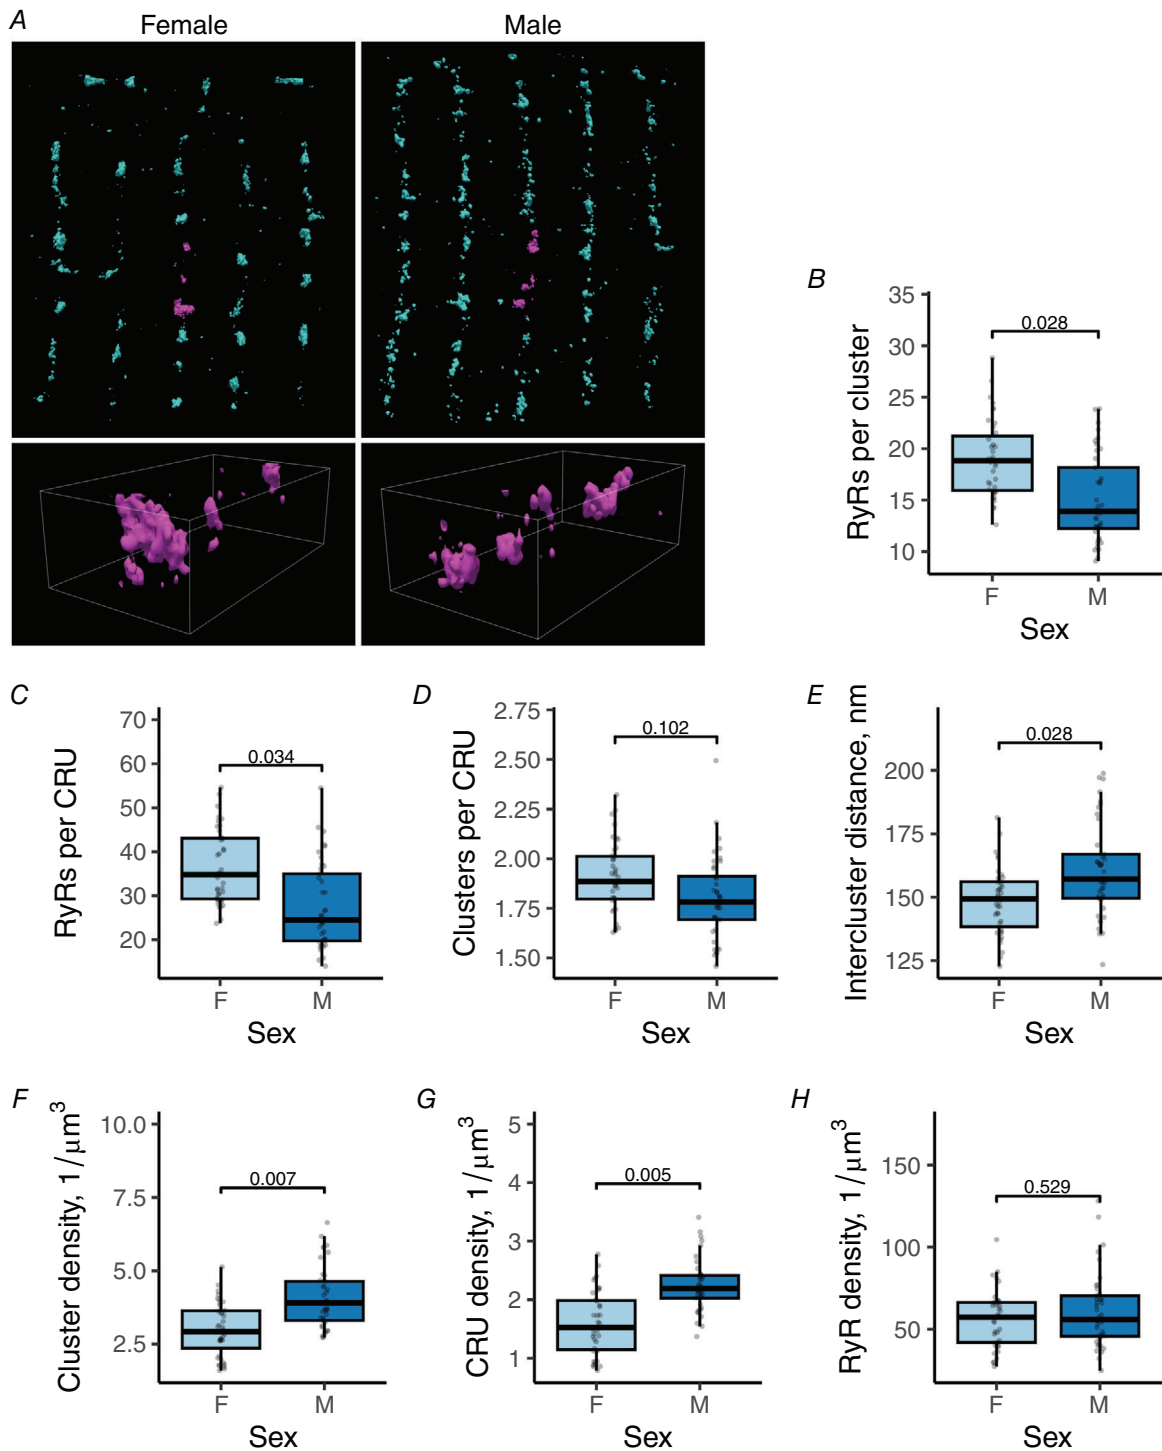 A
Female
Male
B
RyRs per cluster
35
30
25
20
15
10
0.028
F
M
Sex
C
RyRs per CRU
70
60
50
40
30
20
0.034
F
M
Sex
D
Clusters per CRU
2.75
2.50
2.25
2.00
1.75
1.50
0.102
F
M
Sex
E
Intercluster distance, nm
200
175
150
125
0.028
F
M
Sex
F
Cluster density, 1/μm³
10.0
7.5
5.0
2.5
0.007
F
M
Sex
G
CRU density, 1/μm³
5
4
3
2
1
0.005
F
M
Sex
H
RyR density, 1/μm³
150
100
50
0.529
F
M
Sex